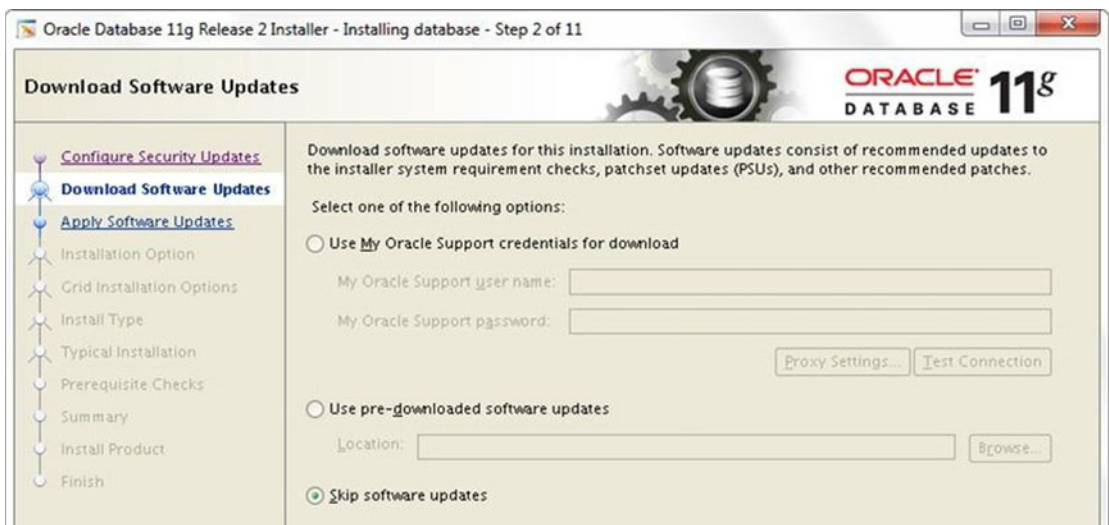 Oracle Database 11g Release 2 Installer - Installing database - Step 2 of 11
Download Software Updates
ORACLE
DATABASE 11g
Configure Security Updates
Download Software Updates
Apply Software Updates
Installation Option
Grid Installation Options
Install Type
Typical Installation
Prerequisite Checks
Summary
Install Product
Finish
Download software updates for this installation. Software updates consist of recommended updates to
the installer system requirement checks, patchset updates (PSUs), and other recommended patches.
Select one of the following options:
Use My Oracle Support credentials for download
My Oracle Support user name:
My Oracle Support password:
Proxy Settings... Test Connection
Use pre-downloaded software updates
Location: Browse...
Skip software updates